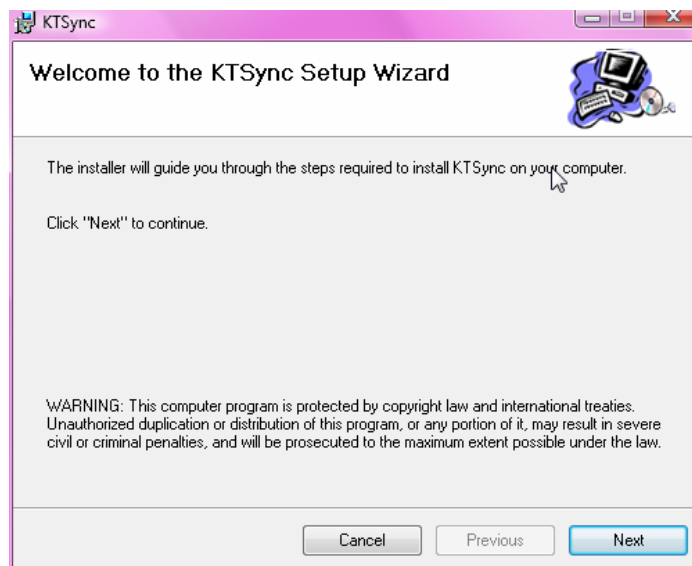 KTSync
Welcome to the KTSync Setup Wizard
The installer will guide you through the steps required to install KTSync on your computer.
Click "Next" to continue.
WARNING: This computer program is protected by copyright law and international treaties.
Unauthorized duplication or distribution of this program, or any portion of it, may result in severe
civil or criminal penalties, and will be prosecuted to the maximum extent possible under the law.
Cancel
Previous
Next